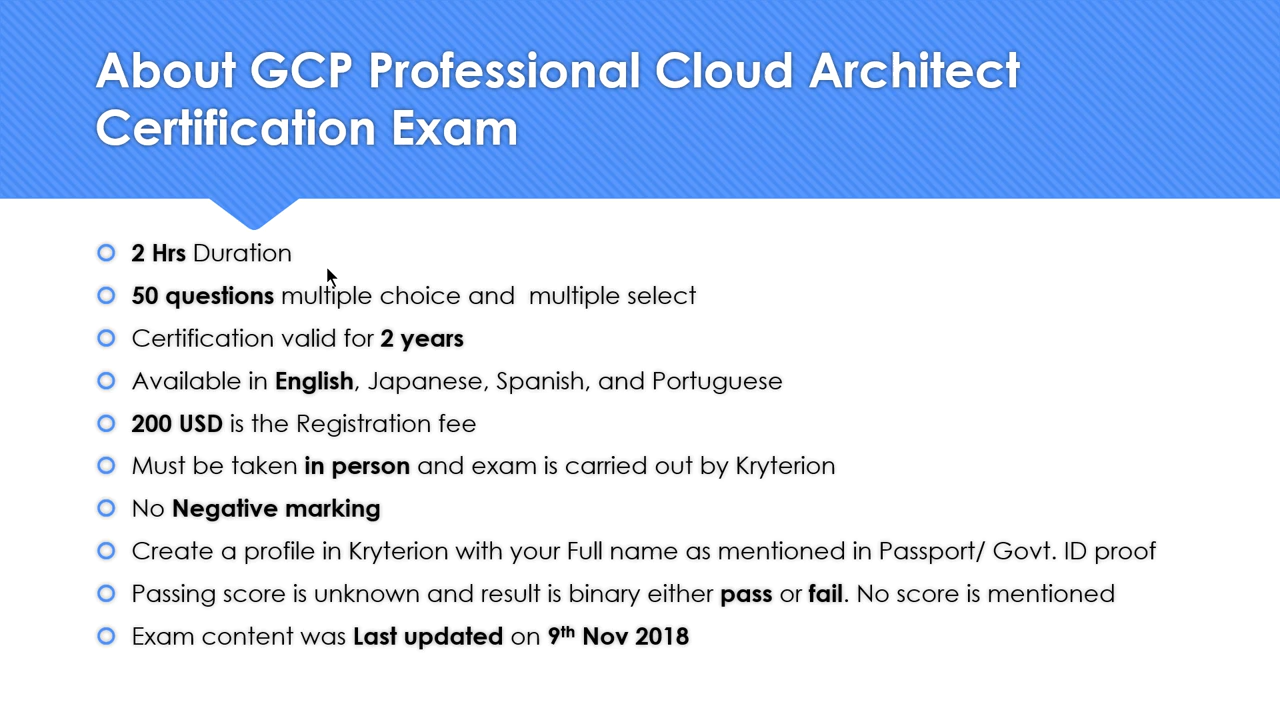 About GCP Professional Cloud Architect
Certification Exam
2 Hrs Duration
50 questions multiple choice and  multiple select
Certification valid for 2 years
Available in English, Japanese, Spanish, and Portuguese
200 USD is the Registration fee
Must be taken in person and exam is carried out by Kryterion
No Negative marking
Create a profile in Kryterion with your Full name as mentioned in Passport/ Govt. ID proof
Passing score is unknown and result is binary either pass or fail. No score is mentioned
Exam content was Last updated on 9th Nov 2018